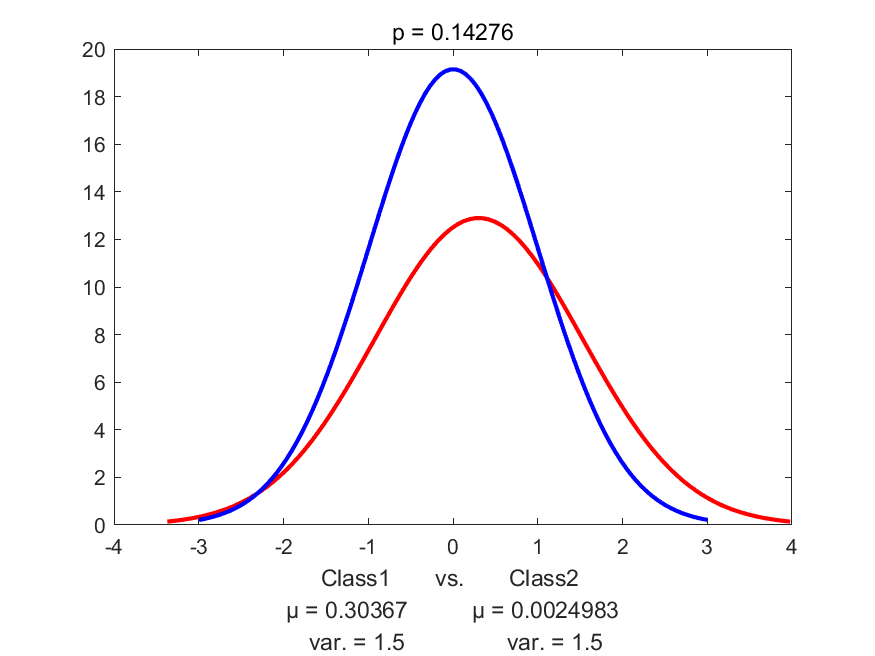 p = 0.14276
20
18
16
14
12
10
8
6
4
2
0
-4 -3 -2 -1 0 1 2 3 4
Class1 vs. Class2
μ = 0.30367 μ = 0.0024983
var. = 1.5 var. = 1.5